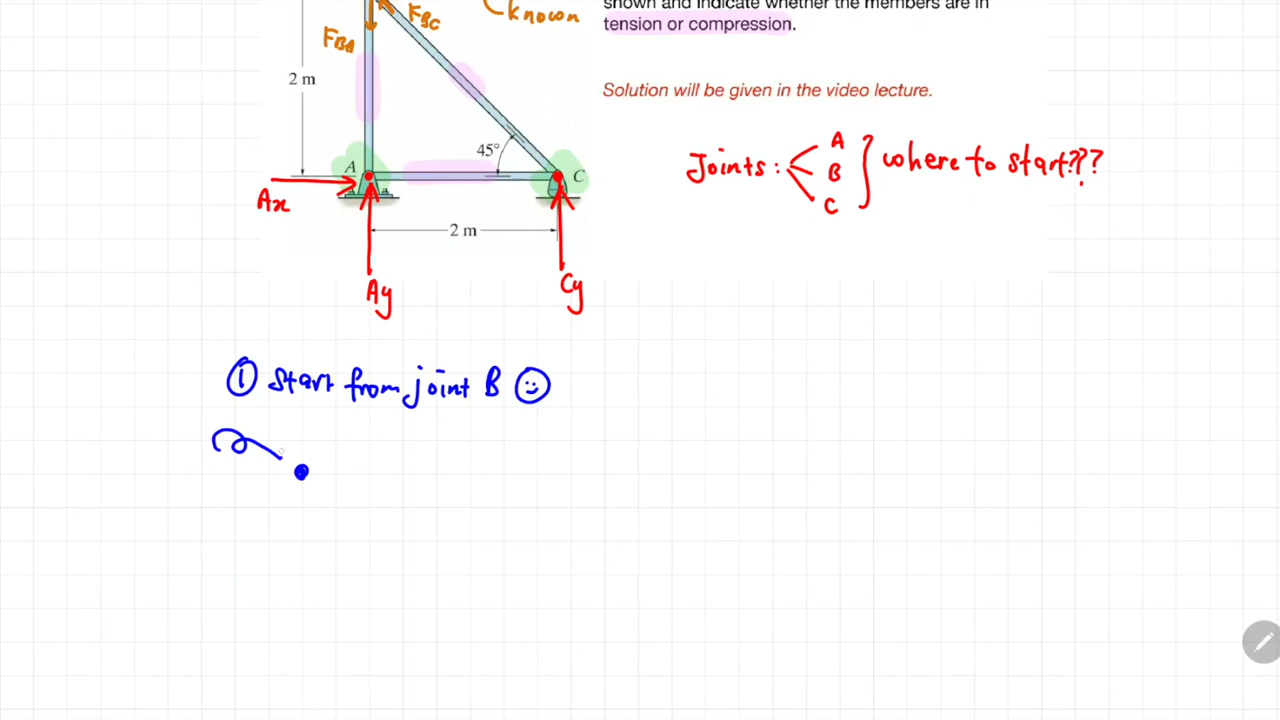 shown and indicate whether the members are in
tension or compression.
known
FBC
FBA
2 m
Solution will be given in the video lecture.
45°
A
C
Joints:
A
B
C
where to start???
Ax
2 m
Ay
Cy
① Start from joint B